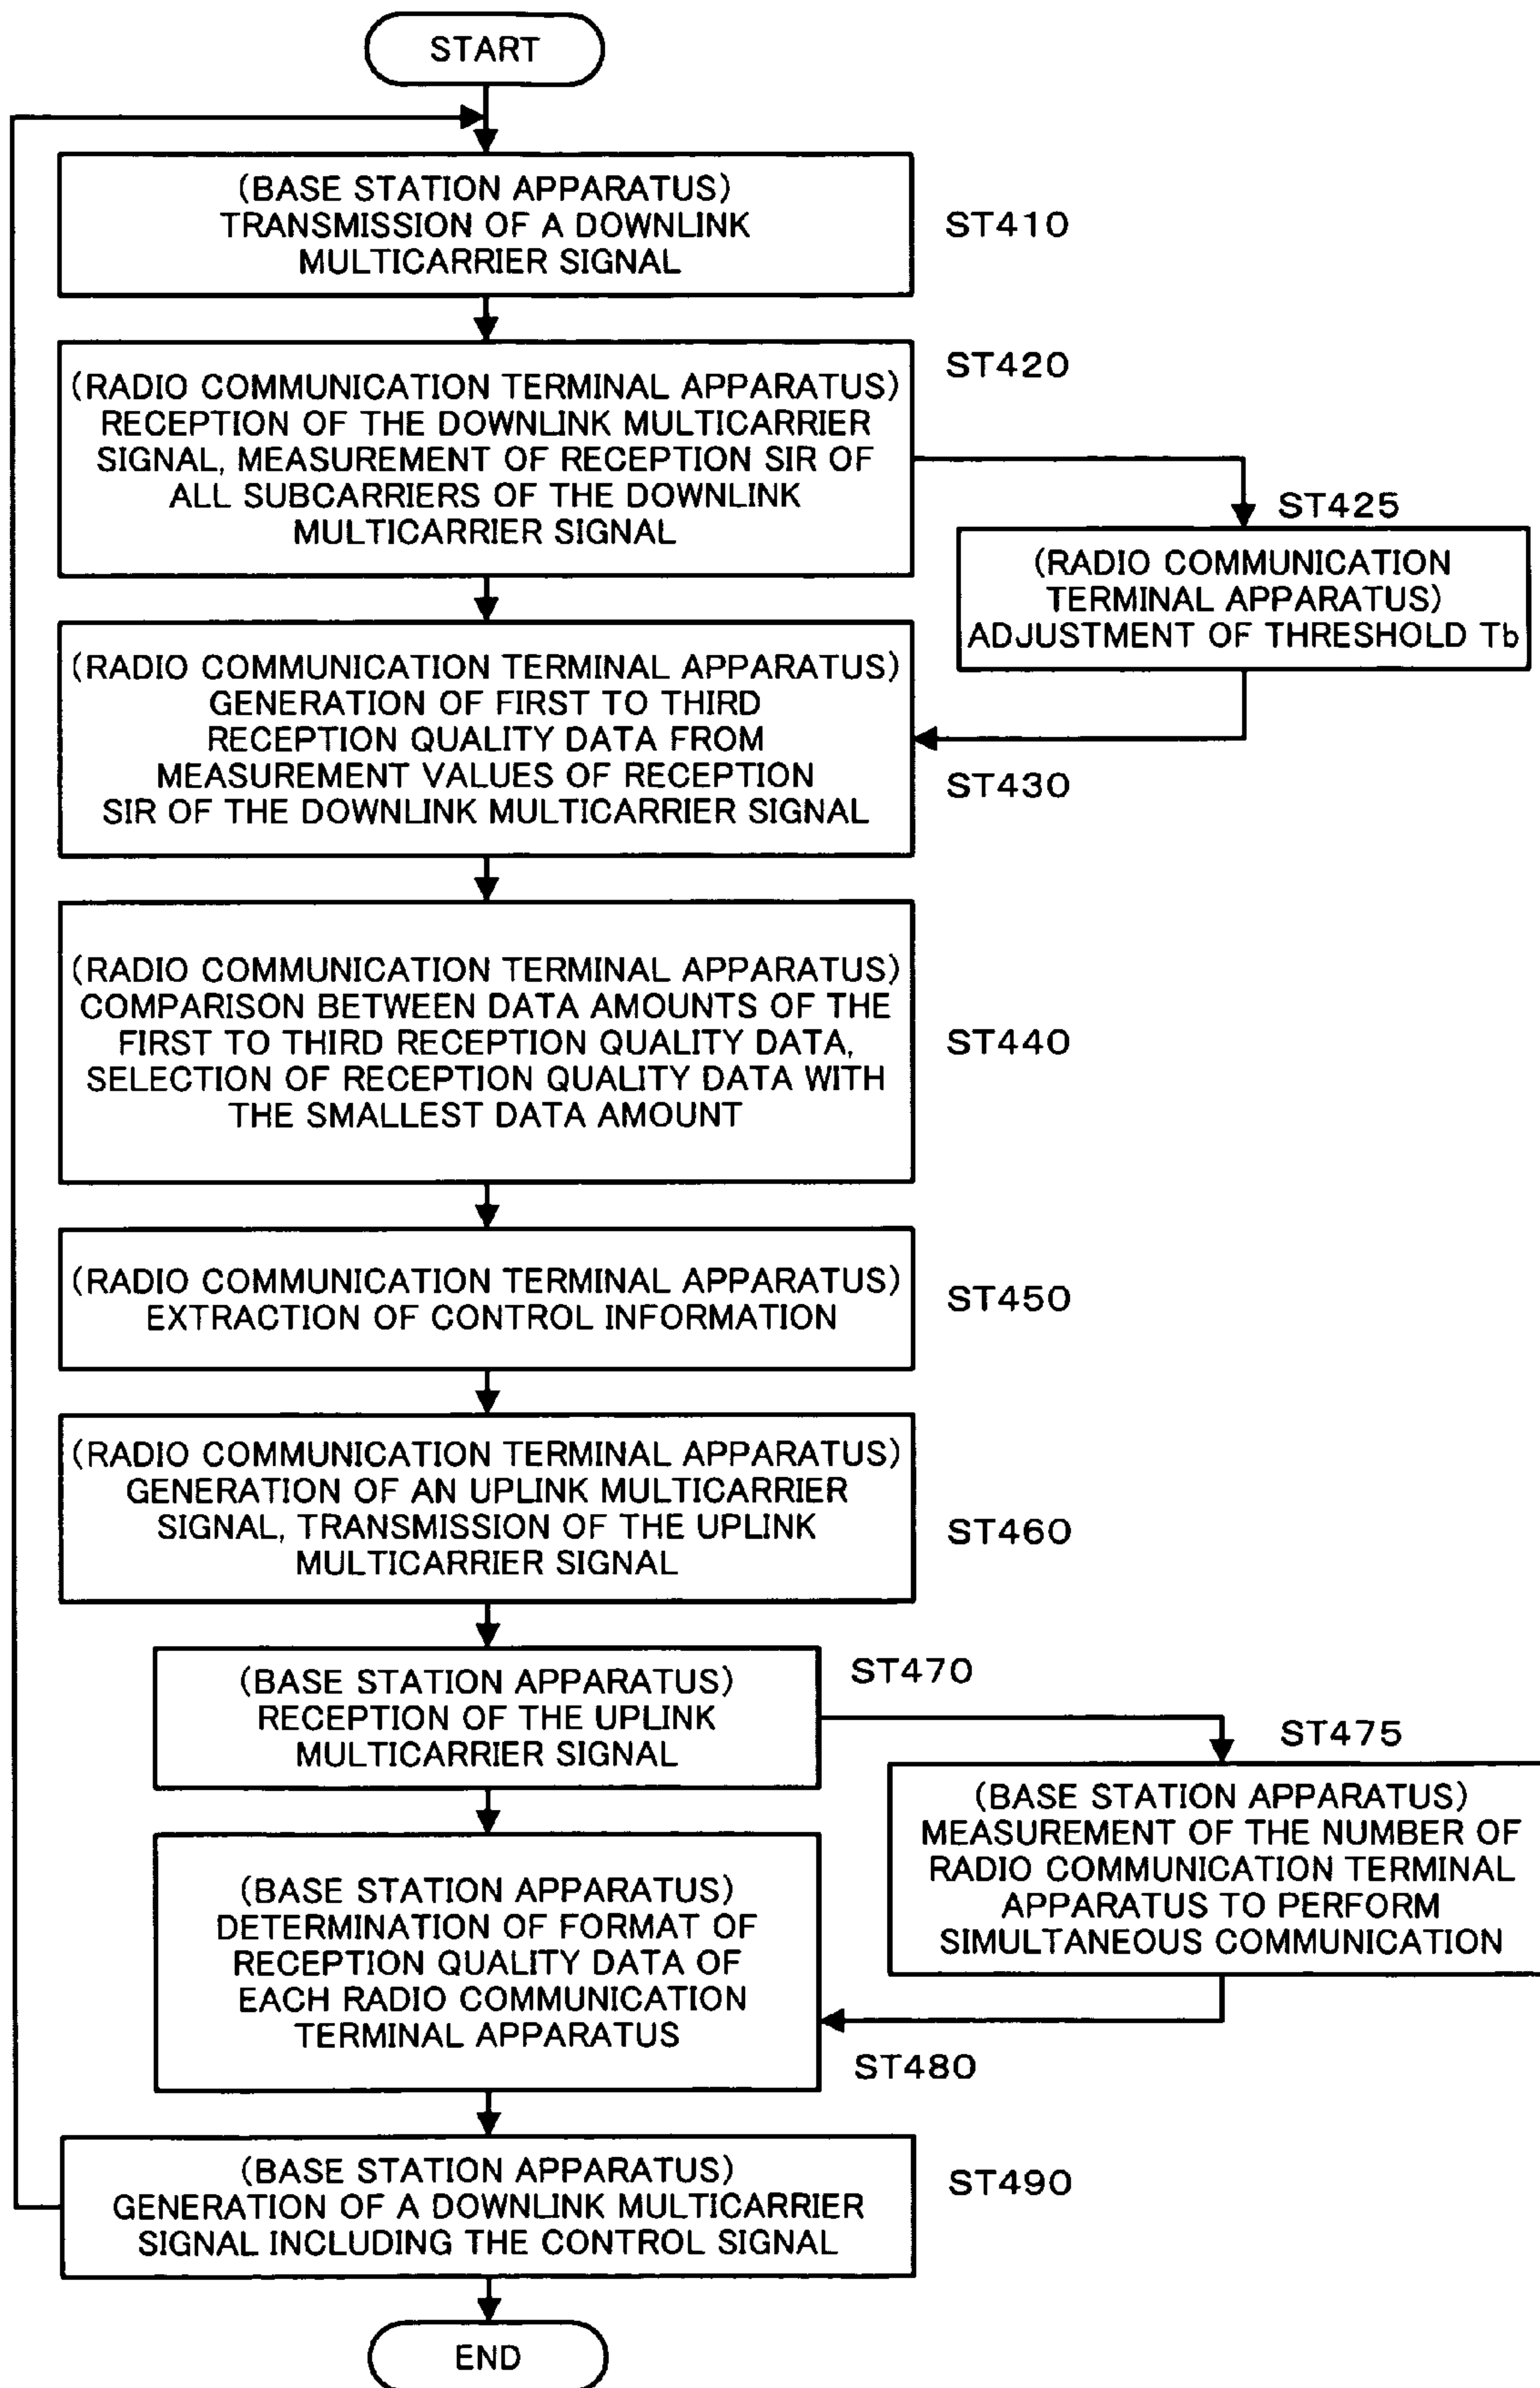 START
(BASE STATION APPARATUS)
TRANSMISSION OF A DOWNLINK
MULTICARRIER SIGNAL
ST410
(RADIO COMMUNICATION TERMINAL APPARATUS)
RECEPTION OF THE DOWNLINK MULTICARRIER
SIGNAL, MEASUREMENT OF RECEPTION SIR OF
ALL SUBCARRIERS OF THE DOWNLINK
MULTICARRIER SIGNAL
ST420
ST425
(RADIO COMMUNICATION
TERMINAL APPARATUS)
ADJUSTMENT OF THRESHOLD Tb
(RADIO COMMUNICATION TERMINAL APPARATUS)
GENERATION OF FIRST TO THIRD
RECEPTION QUALITY DATA FROM
MEASUREMENT VALUES OF RECEPTION
SIR OF THE DOWNLINK MULTICARRIER SIGNAL
ST430
(RADIO COMMUNICATION TERMINAL APPARATUS)
COMPARISON BETWEEN DATA AMOUNTS OF THE
FIRST TO THIRD RECEPTION QUALITY DATA,
SELECTION OF RECEPTION QUALITY DATA WITH
THE SMALLEST DATA AMOUNT
ST440
(RADIO COMMUNICATION TERMINAL APPARATUS)
EXTRACTION OF CONTROL INFORMATION
ST450
(RADIO COMMUNICATION TERMINAL APPARATUS)
GENERATION OF AN UPLINK MULTICARRIER
SIGNAL, TRANSMISSION OF THE UPLINK
MULTICARRIER SIGNAL
ST460
(BASE STATION APPARATUS)
RECEPTION OF THE UPLINK
MULTICARRIER SIGNAL
ST470
ST475
(BASE STATION APPARATUS)
MEASUREMENT OF THE NUMBER OF
RADIO COMMUNICATION TERMINAL
APPARATUS TO PERFORM
SIMULTANEOUS COMMUNICATION
(BASE STATION APPARATUS)
DETERMINATION OF FORMAT OF
RECEPTION QUALITY DATA OF
EACH RADIO COMMUNICATION
TERMINAL APPARATUS
ST480
(BASE STATION APPARATUS)
GENERATION OF A DOWNLINK MULTICARRIER
SIGNAL INCLUDING THE CONTROL SIGNAL
ST490
END